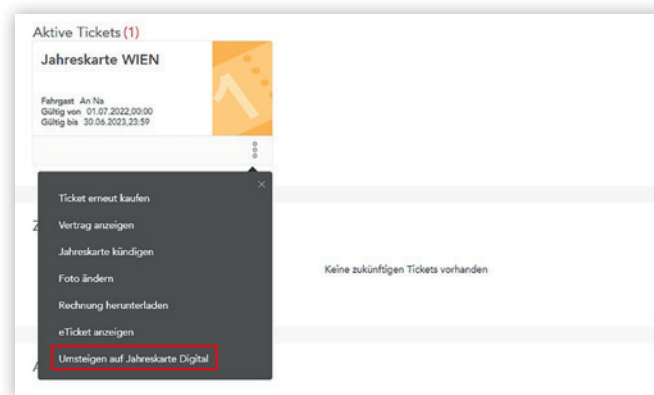 Aktive Tickets (1)
Jahreskarte WIEN
1
Fahrgast An Na
Gültig von 01.07.2022,00:00
Gültig bis 30.06.2023,23:59
Ticket erneut kaufen
Z
Vertrag anzeigen
Jahreskarte kündigen
Keine zukünftigen Tickets vorhanden
Foto ändern
Rechnung herunterladen
eTicket anzeigen
A
Umsteigen auf Jahreskarte Digital